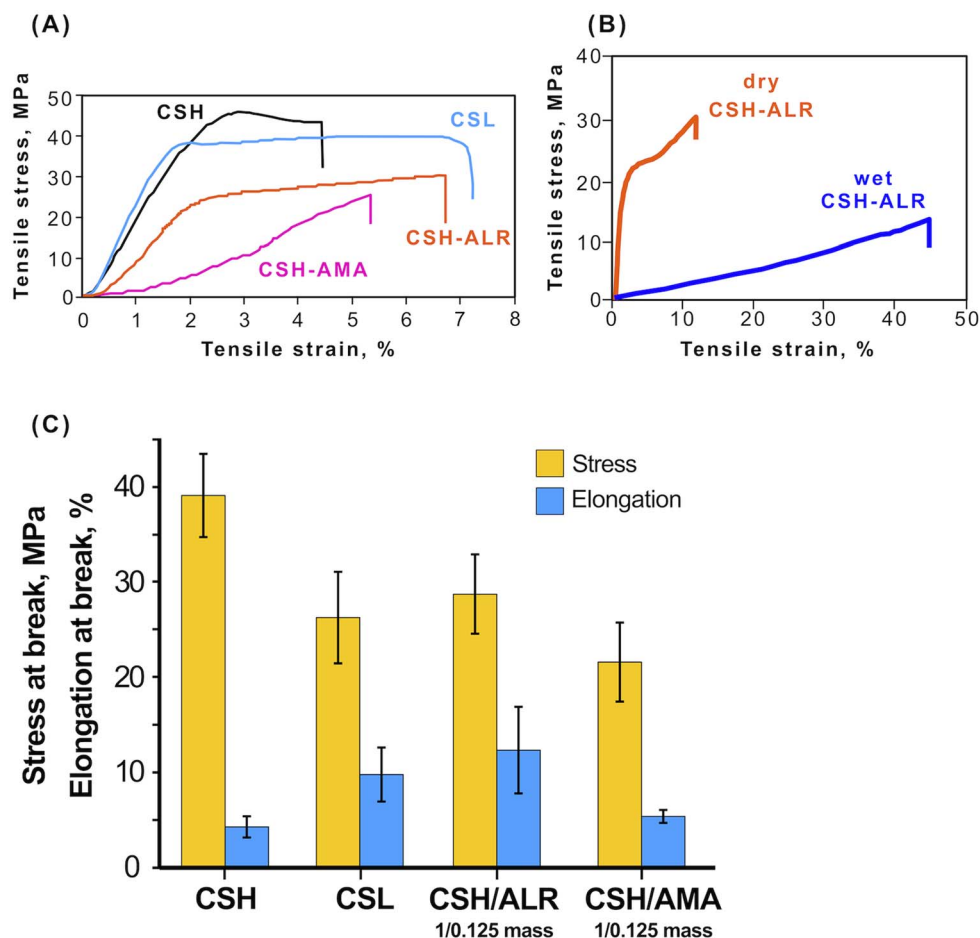 (A)
Tensile stress, MPa
50
40
30
20
10
0
CSH
CSL
CSH-ALR
CSH-AMA
0 1 2 3 4 5 6 7 8
Tensile strain, %
(B)
Tensile stress, MPa
40
30
20
10
0
dry
CSH-ALR
wet
CSH-ALR
0 10 20 30 40 50
Tensile strain, %
(C)
Stress at break, MPa
Elongation at break, %
40
30
20
10
0
Stress
Elongation
CSH CSL CSH/ALR CSH/AMA
1/0.125 mass 1/0.125 mass